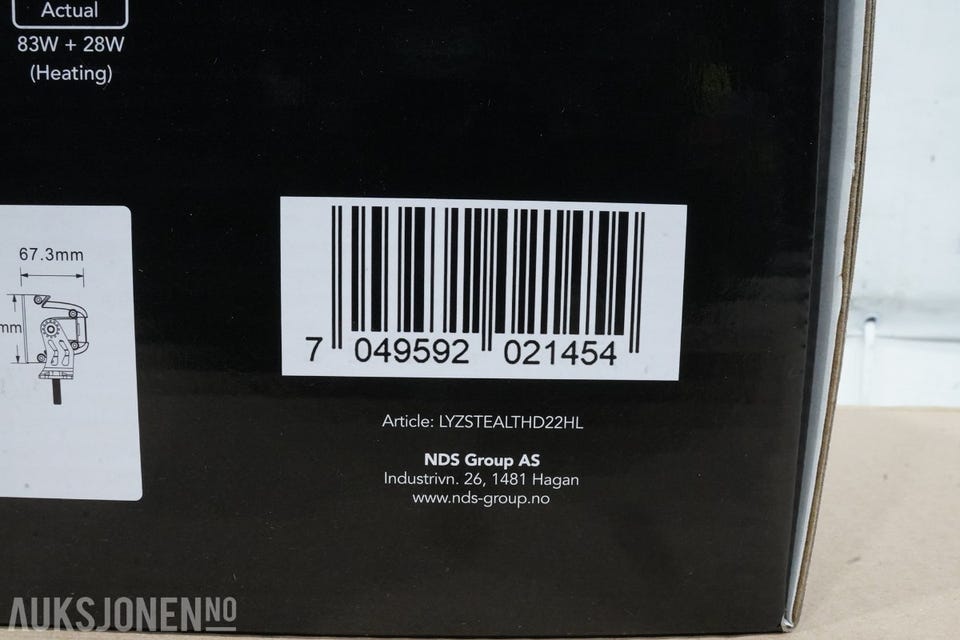 Actual
83W + 28W
(Heating)
67.3mm
mm
7 049592 021454
Article: LYZSTEALTHD22HL
NDS Group AS
Industrivn. 26, 1481 Hagan
www.nds-group.no
AUKSJONEN NO